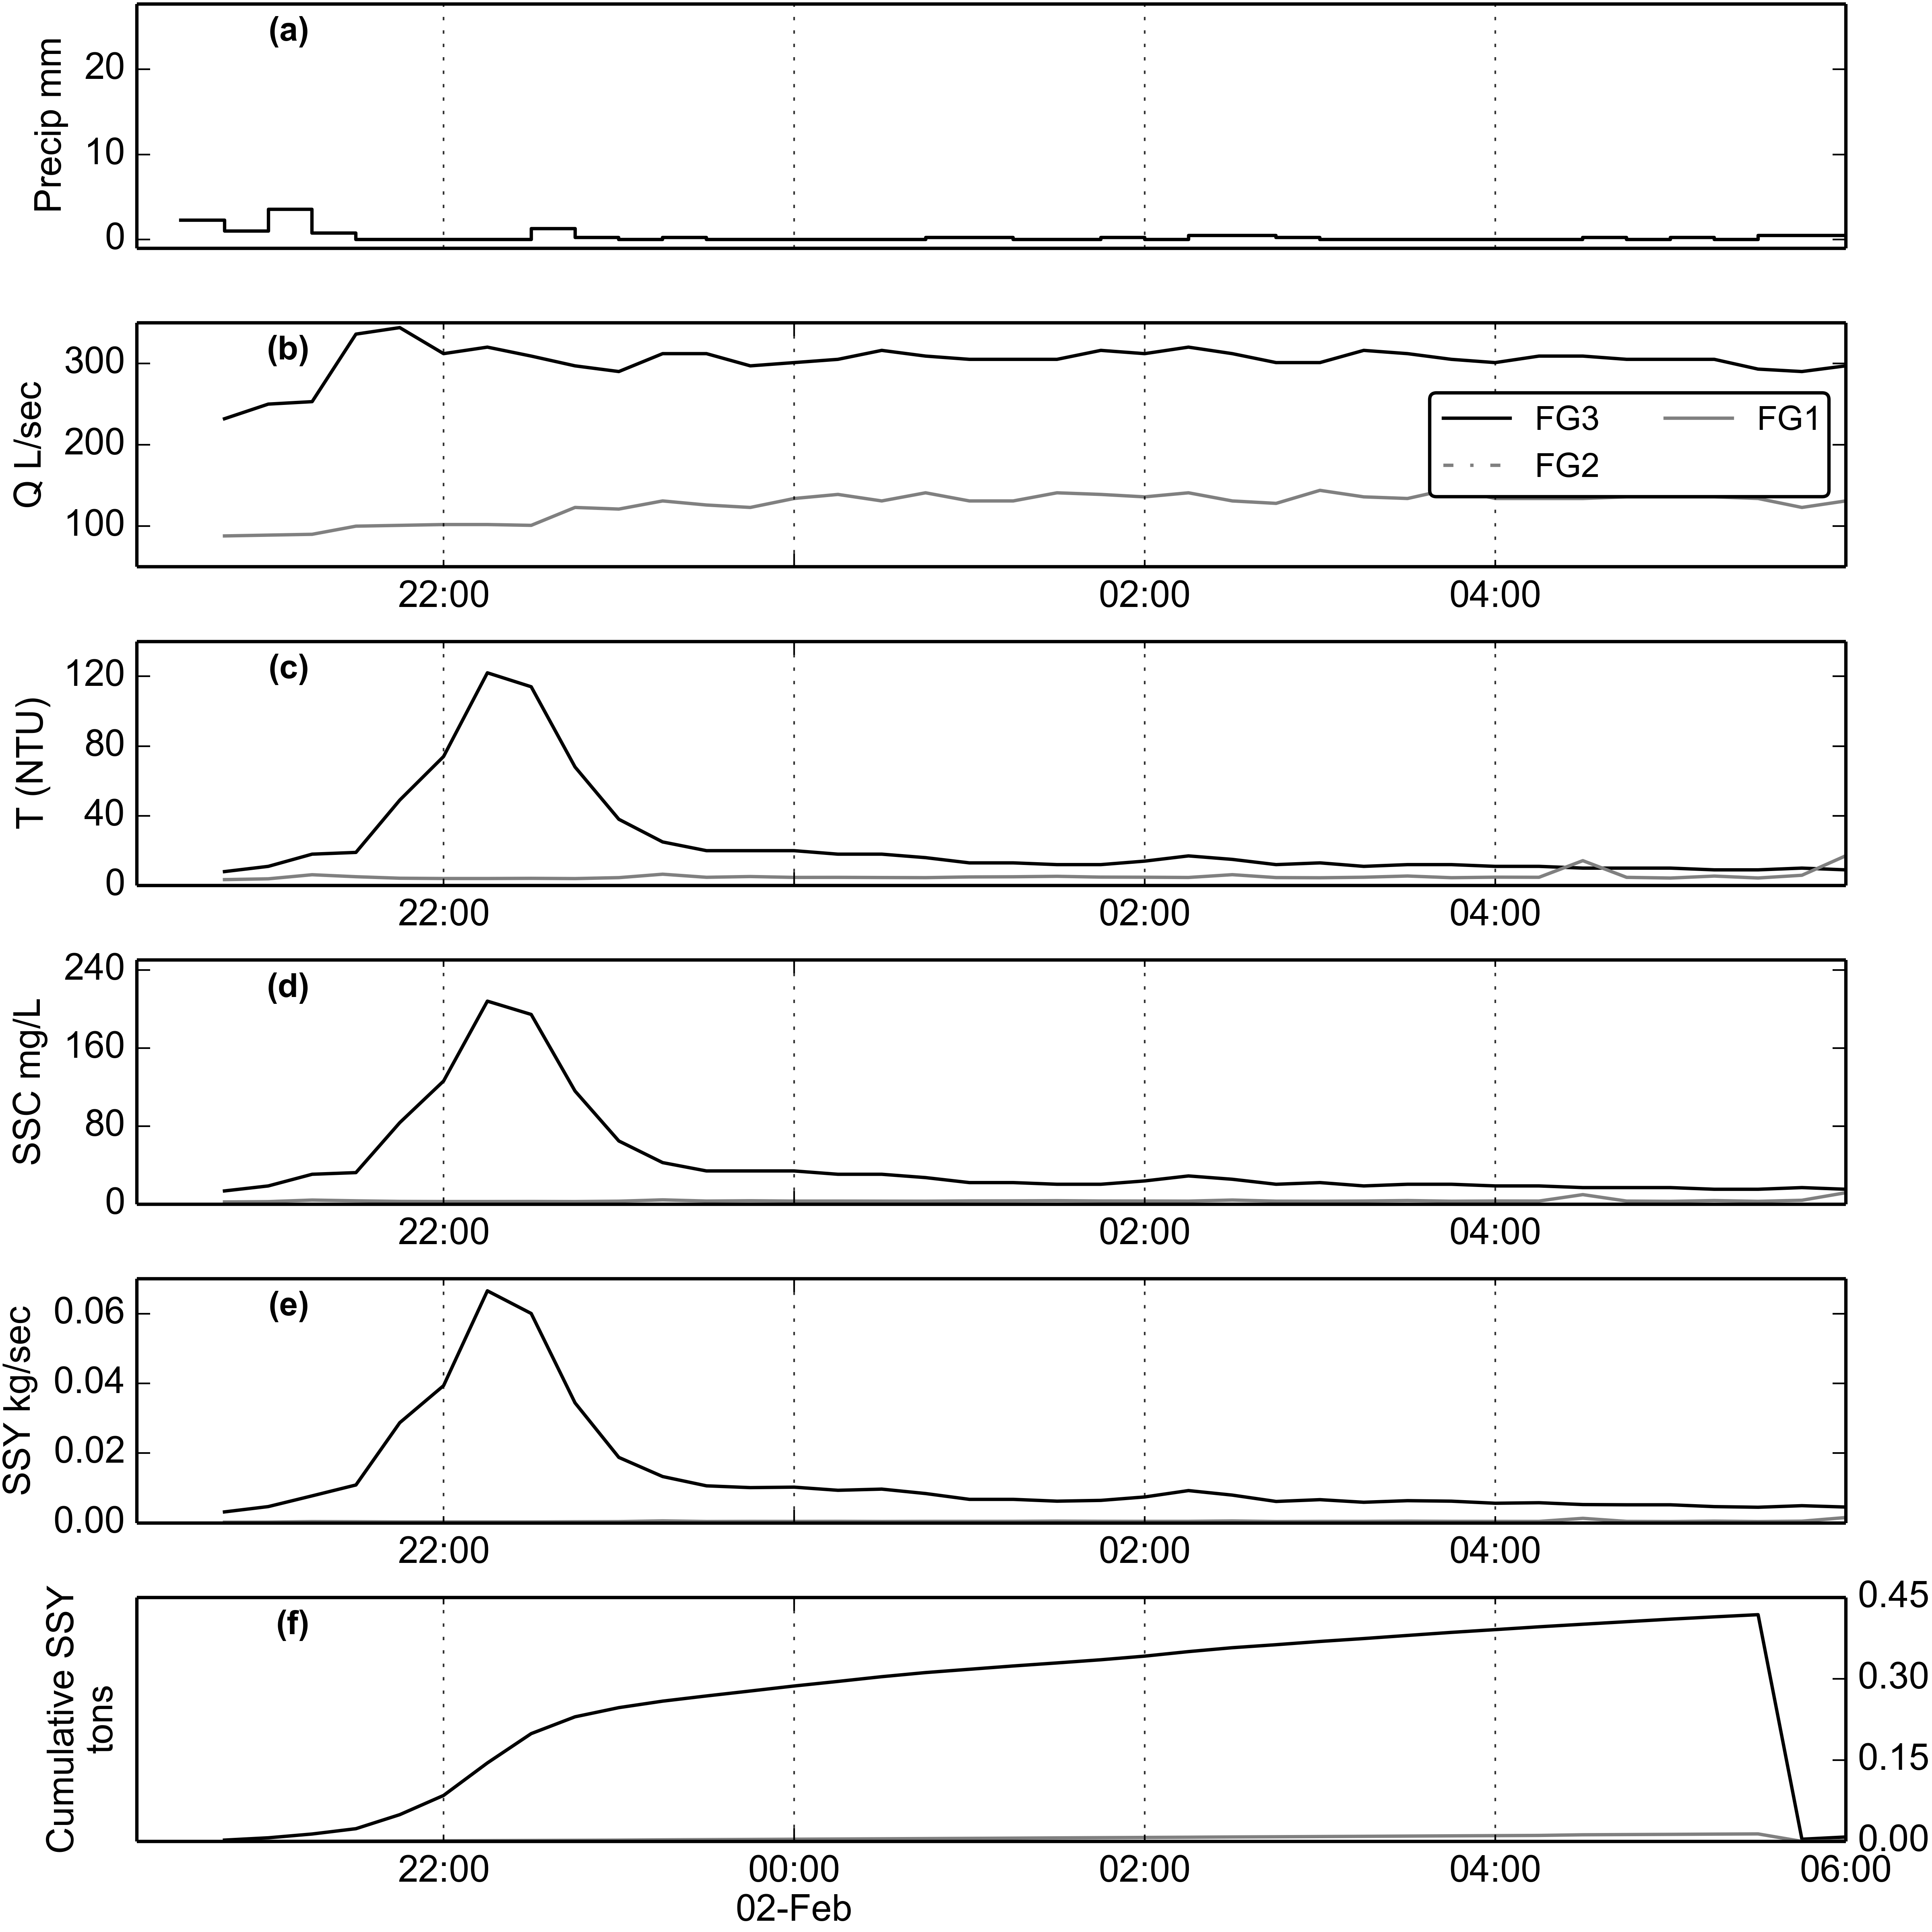 (a)
Precip mm
20
10
0
(b)
Q L/sec
300
200
100
FG3 FG1
FG2
22:00 02:00 04:00
(c)
T (NTU)
120
80
40
0
22:00 02:00 04:00
(d)
SSC mg/L
240
160
80
0
22:00 02:00 04:00
(e)
SSY kg/sec
0.06
0.04
0.02
0.00
22:00 02:00 04:00
(f)
Cumulative SSY
tons
0.45
0.30
0.15
0.00
22:00 00:00 02:00 04:00 06:00
02-Feb